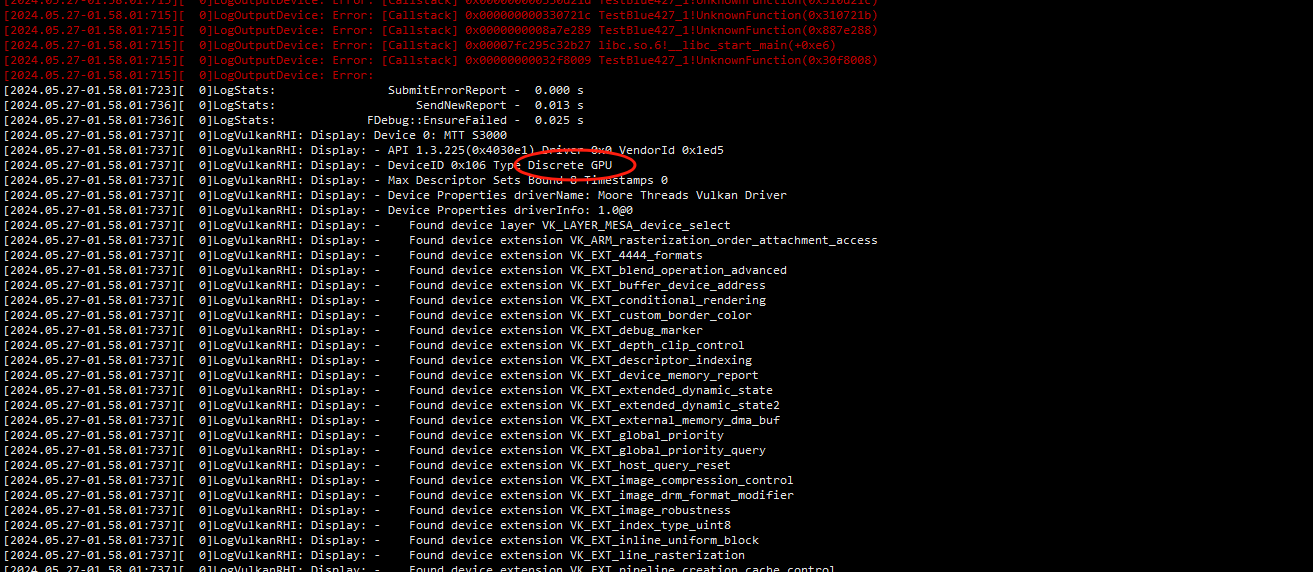 [2024.05.27-01.58.01:715][  0]LogOutputDevice: Error: [Callstack] 0x000000000330721c TestBlue427_1!UnknownFunction(0x310721b)
[2024.05.27-01.58.01:715][  0]LogOutputDevice: Error: [Callstack] 0x0000000008a7e289 TestBlue427_1!UnknownFunction(0x887e288)
[2024.05.27-01.58.01:715][  0]LogOutputDevice: Error: [Callstack] 0x00007fc295c32b27 libc.so.6!__libc_start_main(+0xe6)
[2024.05.27-01.58.01:715][  0]LogOutputDevice: Error: [Callstack] 0x00000000032f8009 TestBlue427_1!UnknownFunction(0x30f8008)
[2024.05.27-01.58.01:715][  0]LogOutputDevice: Error:
[2024.05.27-01.58.01:723][  0]LogStats:                SubmitErrorReport -  0.000 s
[2024.05.27-01.58.01:736][  0]LogStats:                    SendNewReport -  0.013 s
[2024.05.27-01.58.01:736][  0]LogStats:             FDebug::EnsureFailed -  0.025 s
[2024.05.27-01.58.01:737][  0]LogVulkanRHI: Display: Device 0: MTT S3000
[2024.05.27-01.58.01:737][  0]LogVulkanRHI: Display: - API 1.3.225(0x4030e1) Driver 0x0 VendorId 0x1ed5
[2024.05.27-01.58.01:737][  0]LogVulkanRHI: Display: - DeviceID 0x106 Type Discrete GPU
[2024.05.27-01.58.01:737][  0]LogVulkanRHI: Display: - Max Descriptor Sets Bound 8 Timestamps 0
[2024.05.27-01.58.01:737][  0]LogVulkanRHI: Display: - Device Properties driverName: Moore Threads Vulkan Driver
[2024.05.27-01.58.01:737][  0]LogVulkanRHI: Display: - Device Properties driverInfo: 1.0@0
[2024.05.27-01.58.01:737][  0]LogVulkanRHI: Display: -    Found device layer VK_LAYER_MESA_device_select
[2024.05.27-01.58.01:737][  0]LogVulkanRHI: Display: -    Found device extension VK_ARM_rasterization_order_attachment_access
[2024.05.27-01.58.01:737][  0]LogVulkanRHI: Display: -    Found device extension VK_EXT_4444_formats
[2024.05.27-01.58.01:737][  0]LogVulkanRHI: Display: -    Found device extension VK_EXT_blend_operation_advanced
[2024.05.27-01.58.01:737][  0]LogVulkanRHI: Display: -    Found device extension VK_EXT_buffer_device_address
[2024.05.27-01.58.01:737][  0]LogVulkanRHI: Display: -    Found device extension VK_EXT_conditional_rendering
[2024.05.27-01.58.01:737][  0]LogVulkanRHI: Display: -    Found device extension VK_EXT_custom_border_color
[2024.05.27-01.58.01:737][  0]LogVulkanRHI: Display: -    Found device extension VK_EXT_debug_marker
[2024.05.27-01.58.01:737][  0]LogVulkanRHI: Display: -    Found device extension VK_EXT_depth_clip_control
[2024.05.27-01.58.01:737][  0]LogVulkanRHI: Display: -    Found device extension VK_EXT_descriptor_indexing
[2024.05.27-01.58.01:737][  0]LogVulkanRHI: Display: -    Found device extension VK_EXT_device_memory_report
[2024.05.27-01.58.01:737][  0]LogVulkanRHI: Display: -    Found device extension VK_EXT_extended_dynamic_state
[2024.05.27-01.58.01:737][  0]LogVulkanRHI: Display: -    Found device extension VK_EXT_extended_dynamic_state2
[2024.05.27-01.58.01:737][  0]LogVulkanRHI: Display: -    Found device extension VK_EXT_external_memory_dma_buf
[2024.05.27-01.58.01:737][  0]LogVulkanRHI: Display: -    Found device extension VK_EXT_global_priority
[2024.05.27-01.58.01:737][  0]LogVulkanRHI: Display: -    Found device extension VK_EXT_global_priority_query
[2024.05.27-01.58.01:737][  0]LogVulkanRHI: Display: -    Found device extension VK_EXT_host_query_reset
[2024.05.27-01.58.01:737][  0]LogVulkanRHI: Display: -    Found device extension VK_EXT_image_compression_control
[2024.05.27-01.58.01:737][  0]LogVulkanRHI: Display: -    Found device extension VK_EXT_image_drm_format_modifier
[2024.05.27-01.58.01:737][  0]LogVulkanRHI: Display: -    Found device extension VK_EXT_image_robustness
[2024.05.27-01.58.01:737][  0]LogVulkanRHI: Display: -    Found device extension VK_EXT_index_type_uint8
[2024.05.27-01.58.01:737][  0]LogVulkanRHI: Display: -    Found device extension VK_EXT_inline_uniform_block
[2024.05.27-01.58.01:737][  0]LogVulkanRHI: Display: -    Found device extension VK_EXT_line_rasterization
[2024.05.27-01.58.01:737][  0]LogVulkanRHI: Display: -    Found device extension VK_EXT_pipeline_creation_cache_control